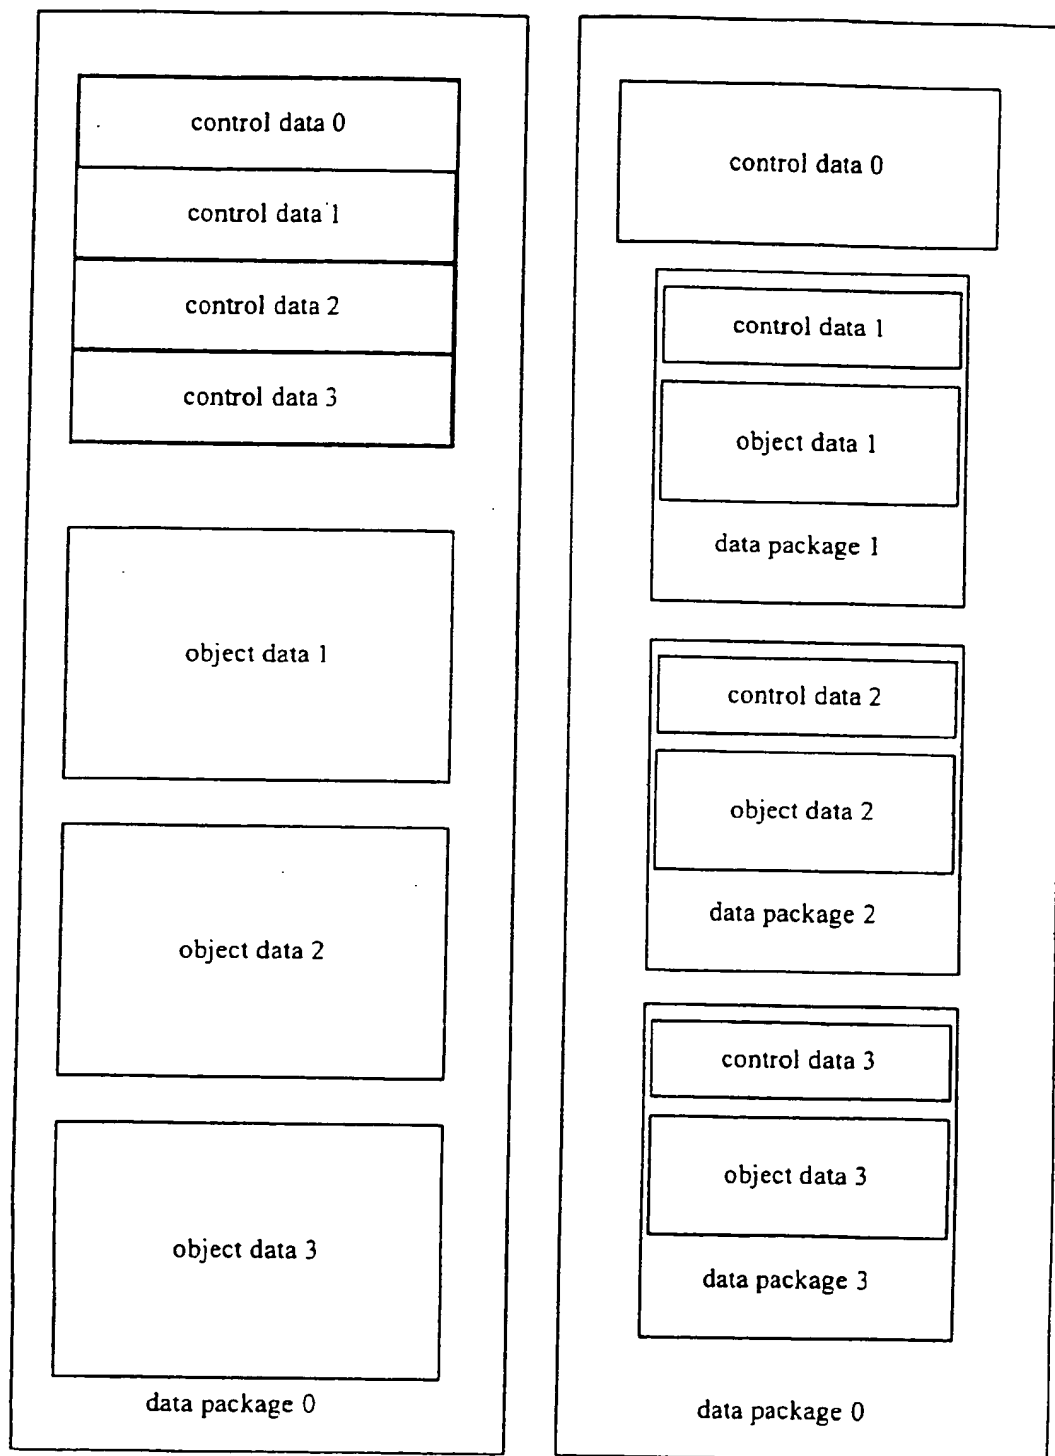 control data 0
control data 1
control data 2
control data 3
object data 1
object data 2
object data 3
data package 0
control data 0
control data 1
object data 1
data package 1
control data 2
object data 2
data package 2
control data 3
object data 3
data package 3
data package 0